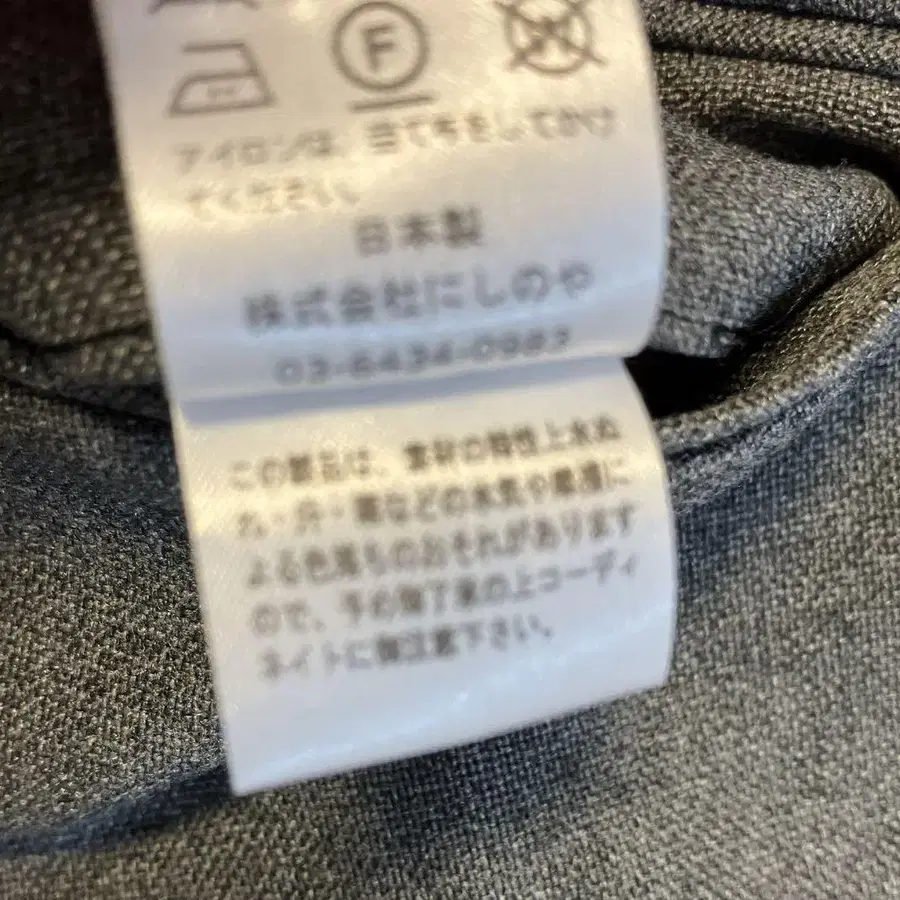 F
W
アイロンは、当て布をしてかけ
てください。
日本製
株式会社にしのや
03-6434-0983
この製品は、素材の特性上水ぬ
れ・汗・雨などの水気や摩擦に
よる色落ちのおそれがあります
ので、予め御了承の上コーディ
ネイトに御注意下さい。